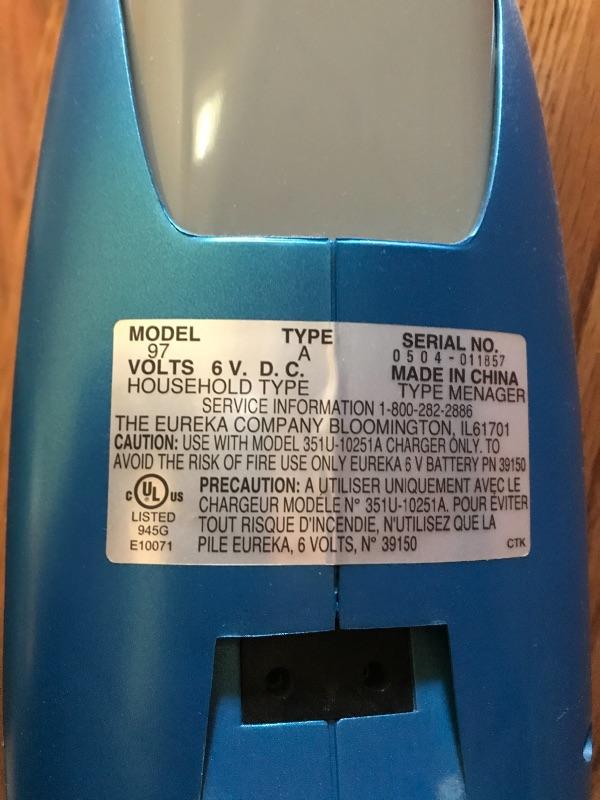 MODEL TYPE SERIAL NO.
97 A 0504-011857
VOLTS 6 V. D. C. MADE IN CHINA
HOUSEHOLD TYPE TYPE MENAGER
SERVICE INFORMATION 1-800-282-2886
THE EUREKA COMPANY BLOOMINGTON, IL61701
CAUTION: USE WITH MODEL 351U-10251A CHARGER ONLY. TO
AVOID THE RISK OF FIRE USE ONLY EUREKA 6 V BATTERY PN 39150
PRECAUTION: A UTILISER UNIQUEMENT AVEC LE
CHARGEUR MODÈLE N° 351U-10251A. POUR ÉVITER
TOUT RISQUE D'INCENDIE, N'UTILISEZ QUE LA
PILE EUREKA, 6 VOLTS, N° 39150
C UL US
LISTED
945G
E10071
CTK